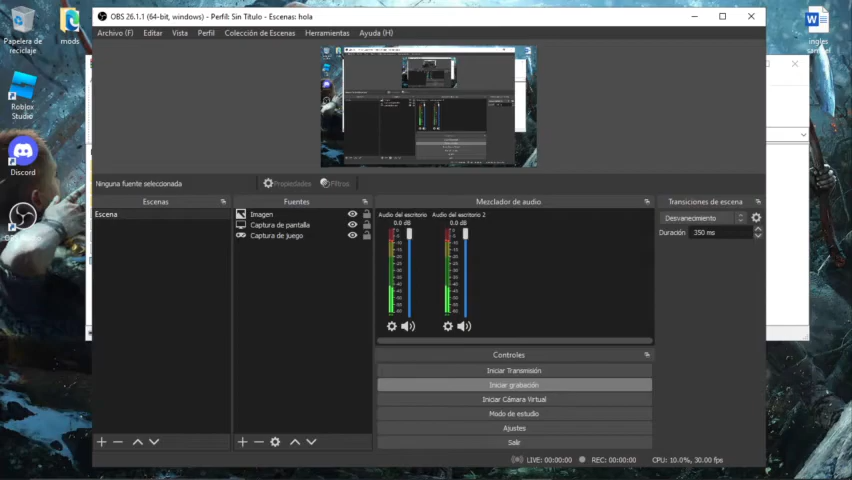 Papelera de reciclaje
mods
Roblox Studio
Discord
ingles
OBS 26.1.1 (64-bit, windows) - Perfil: Sin Título - Escenas: hola
Archivo (F) Editar Vista Perfil Colección de Escenas Herramientas Ayuda (H)
Ninguna fuente seleccionada Propiedades Filtros
Escenas Fuentes Mezclador de audio Transiciones de escena
Escena
Imagen
Captura de pantalla
Captura de juego
Audio del escritorio Audio del escritorio 2
0.0 dB 0.0 dB
Desvanecimiento
Duración 350 ms
Controles
Iniciar Transmisión
Iniciar grabación
Iniciar Cámara Virtual
Modo de estudio
Ajustes
Salir
LIVE: 00:00:00 REC: 00:00:00 CPU: 10.0%, 30.00 fps